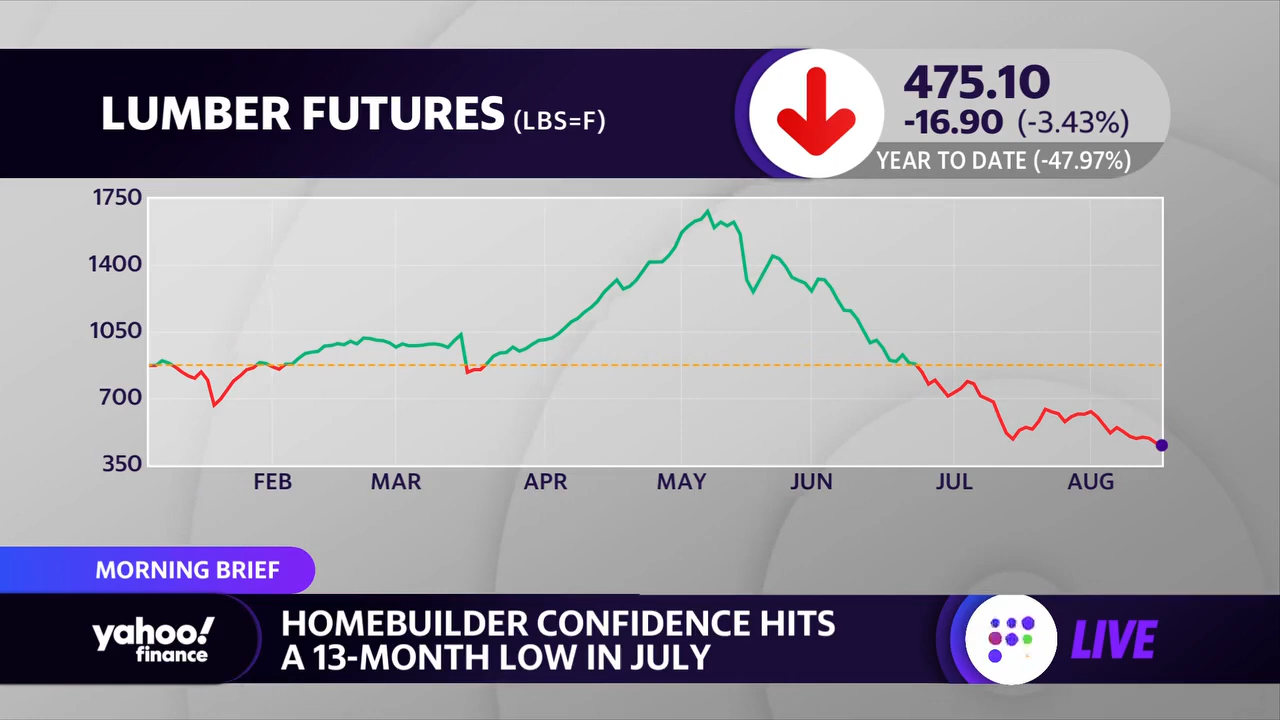 LUMBER FUTURES (LBS=F)
475.10
-16.90 (-3.43%)
YEAR TO DATE (-47.97%)
1750
1400
1050
700
350
FEB MAR APR MAY JUN JUL AUG
MORNING BRIEF
yahoo!
finance
HOMEBUILDER CONFIDENCE HITS
A 13-MONTH LOW IN JULY
LIVE